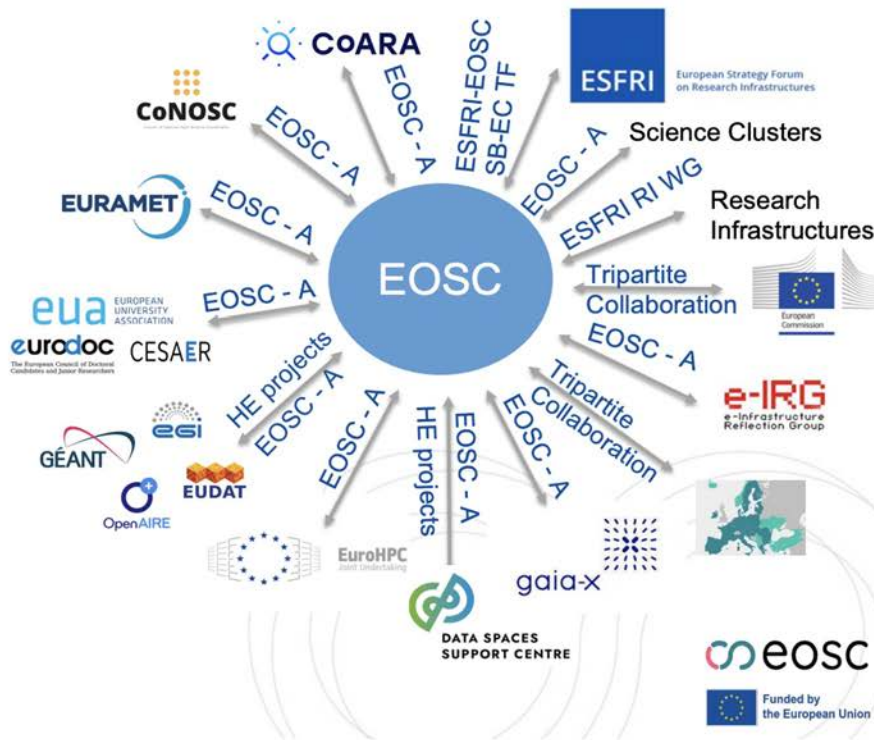 CoARA
ESFRI
European Strategy Forum
on Research Infrastructures
CoNOSC
EOSC - A
EOSC - A
ESFRI-EOSC
SB-EC TF
EOSC - A
Science Clusters
EURAMET
EOSC - A
ESFRI RI WG
Research
Infrastructures
EOSC
eua
EUROPEAN
UNIVERSITY
ASSOCIATION
EOSC - A
Tripartite
Collaboration
European
Commission
eurodoc
The European Council of Doctoral
Candidates and Junior Researchers
CESAER
HE projects
EOSC - A
EOSC - A
HE projects
EOSC - A
EOSC - A
Tripartite
Collaboration
EOSC - A
e-IRG
e-Infrastructure
Reflection Group
GÉANT
EGI
EUDAT
OpenAIRE
EuroHPC
Joint Undertaking
DATA SPACES
SUPPORT CENTRE
gaia-x
eosc
Funded by
the European Union